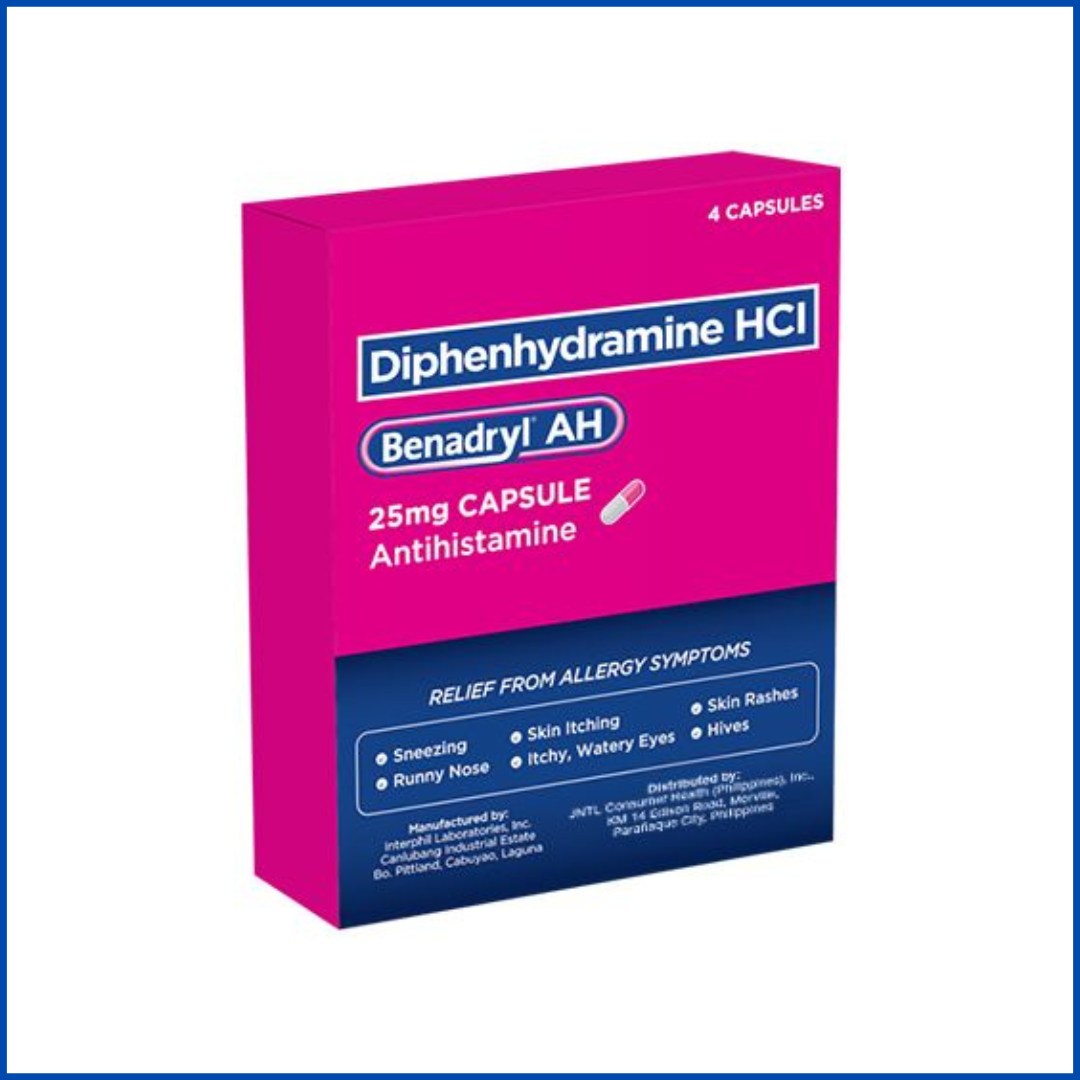 4 CAPSULES
Diphenhydramine HCl
Benadryl® AH
25mg CAPSULE
Antihistamine
RELIEF FROM ALLERGY SYMPTOMS
Sneezing
Runny Nose
Skin Itching
Itchy, Watery Eyes
Skin Rashes
Hives
Manufactured by:
Interphil Laboratories, Inc.
Canlubang Industrial Estate
Bo. Pittland, Cabuyao, Laguna
Distributed by:
JNTL Consumer Health (Philippines), Inc.,
KM 14 Edison Road, Merville,
Parañaque City, Philippines